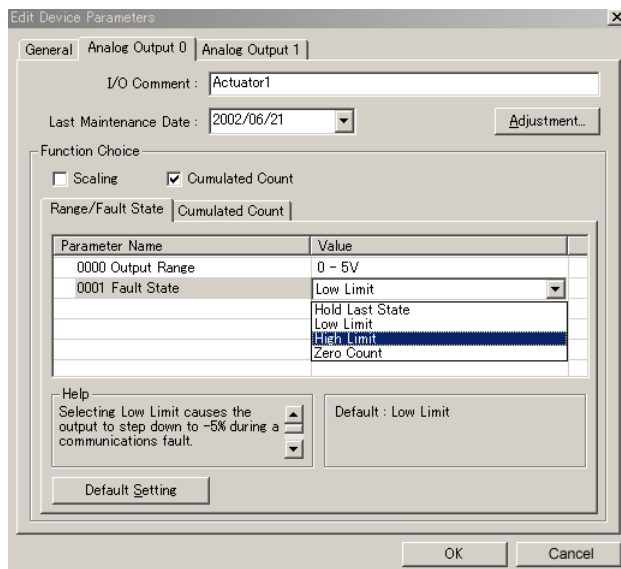 Edit Device Parameters
General
Analog Output 0
Analog Output 1
I/O Comment :
Actuator1
Last Maintenance Date :
2002/06/21
Adjustment...
Function Choice
Scaling
Cumulated Count
Range/Fault State
Cumulated Count
Parameter Name
Value
0000 Output Range
0 - 5V
0001 Fault State
Low Limit
Hold Last State
Low Limit
High Limit
Zero Count
Help
Selecting Low Limit causes the
output to step down to -5% during a
communications fault.
Default : Low Limit
Default Setting
OK
Cancel